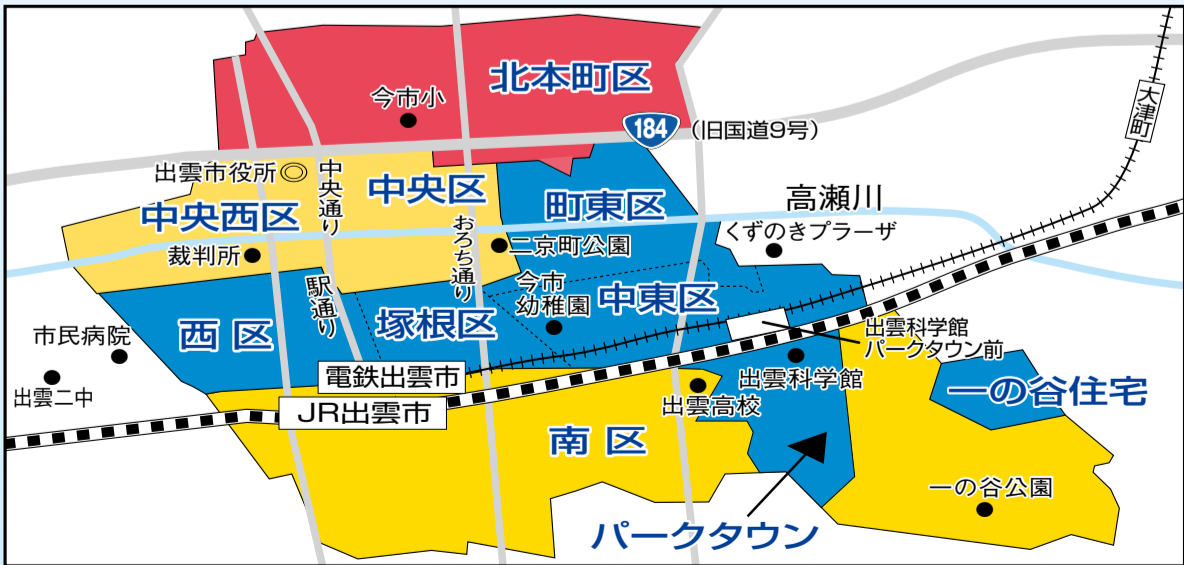 北本町区
今市小
184
(旧国道9号)
大津町
出雲市役所
中央通り
中央区
中央西区
町東区
高瀬川
くずのきプラーザ
裁判所
おろち通り
二京町公園
駅通り
今市
幼稚園
中東区
塚根区
西区
市民病院
出雲二中
電鉄出雲市
JR出雲市
出雲科学館
パークタウン前
出雲科学館
出雲高校
一の谷住宅
南区
一の谷公園
パークタウン